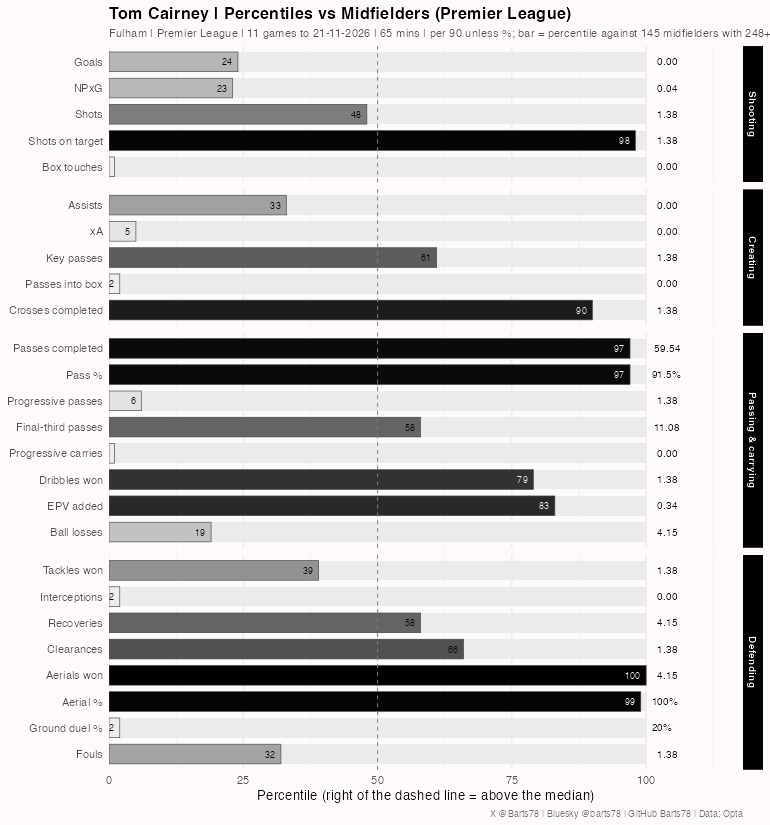 Tom Cairney | Percentiles vs Midfielders (Premier League)
Fulham | Premier League | 11 games to 21-11-2026 | 65 mins | per 90 unless %; bar = percentile against 145 midfielders with 248+
Goals 24 0.00
NPxG 23 0.04
Shots 48 1.38
Shots on target 98 1.38
Box touches 0.00
Shooting
Assists 33 0.00
xA 5 0.00
Key passes 61 1.38
Passes into box 2 0.00
Crosses completed 90 1.38
Creating
Passes completed 97 59.54
Pass % 97 91.5%
Progressive passes 6 1.38
Final-third passes 58 11.08
Progressive carries 0.00
Dribbles won 79 1.38
EPV added 83 0.34
Ball losses 19 4.15
Passing & carrying
Tackles won 39 1.38
Interceptions 2 0.00
Recoveries 58 4.15
Clearances 66 1.38
Aerials won 100 4.15
Aerial % 99 100%
Ground duel % 2 20%
Fouls 32 1.38
Defending
0 25 50 75 100
Percentile (right of the dashed line = above the median)
X @Barts78 | Bluesky @barts78 | GitHub Barts78 | Data: Opta